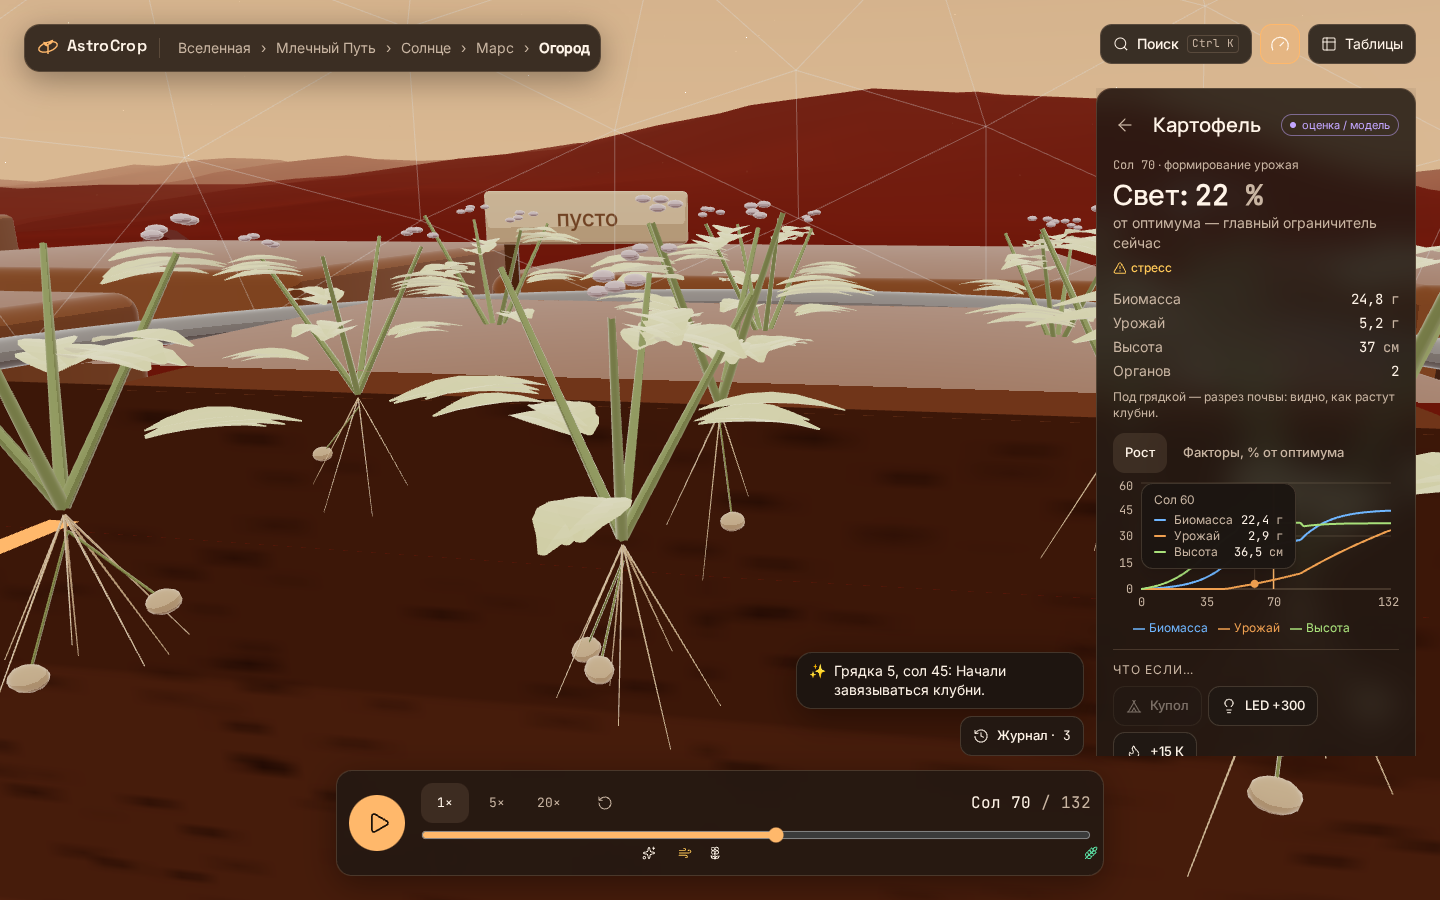 AstroCrop
Вселенная › Млечный Путь › Солнце › Марс › Огород
Поиск Ctrl K
Таблицы
пусто
Картофель
оценка / модель
Сол 70 · формирование урожая
Свет: 22 %
от оптимума — главный ограничитель
сейчас
стресс
Биомасса 24,8 г
Урожай 5,2 г
Высота 37 см
Органов 2
Под грядкой — разрез почвы: видно, как растут
клубни.
Рост
Факторы, % от оптимума
60
45
30
15
0
Сол 60
Биомасса 22,4 г
Урожай 2,9 г
Высота 36,5 см
0 35 70 132
Биомасса Урожай Высота
ЧТО ЕСЛИ…
Купол
LED +300
+15 К
✨ Грядка 5, сол 45: Начали
завязываться клубни.
Журнал · 3
1× 5× 20×
Сол 70 / 132